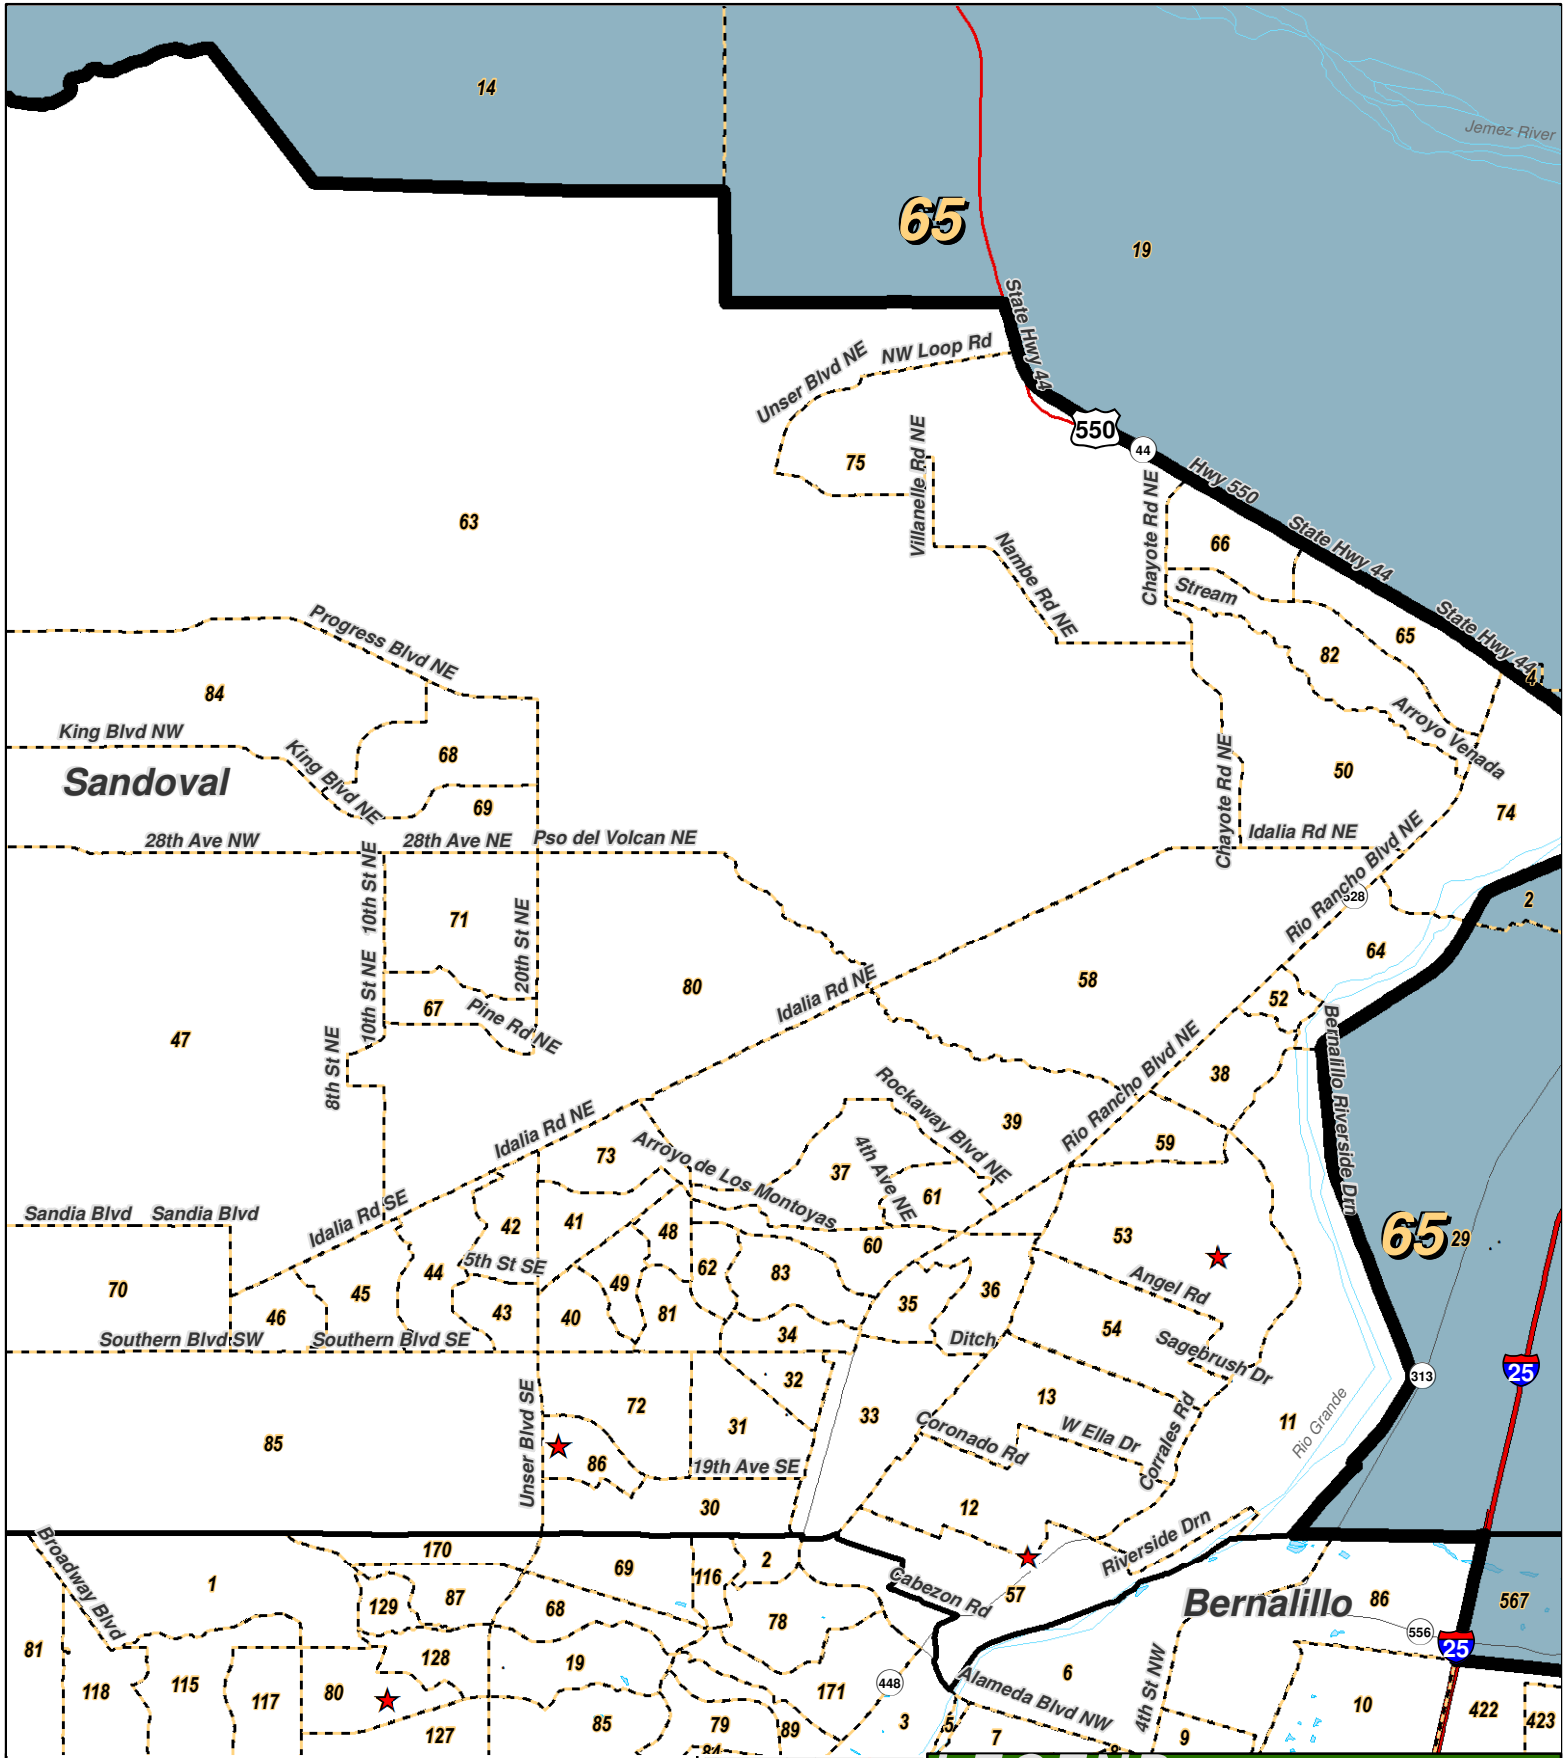 14
Jemez River
65
19
State Hwy 44
NW Loop Rd
Unser Blvd NE
550
44
75
Villanelle Rd NE
Hwy 550
Chayote Rd NE
63
66
State Hwy 44
Nambe Rd NE
Stream
State Hwy 44
65
82
4
Progress Blvd NE
84
Arroyo Venada
King Blvd NW
King Blvd NE
68
Sandoval
50
Chayote Rd NE
69
74
28th Ave NW
28th Ave NE
Pso del Volcan NE
Idalia Rd NE
Rio Rancho Blvd NE
10th St NE
528
2
71
20th St NE
64
10th St NE
80
Idalia Rd NE
58
52
67
Pine Rd NE
47
8th St NE
Bernalillo Riverside Drn
38
Rio Rancho Blvd NE
Rockaway Blvd NE
39
Idalia Rd NE
73
Arroyo de Los Montoyas
37
4th Ave NE
59
61
Sandia Blvd
Sandia Blvd
Idalia Rd SE
42
41
48
53
65
29
60
5th St SE
44
62
83
49
Angel Rd
70
45
43
40
81
36
35
46
34
54
Ditch
Sagebrush Dr
Southern Blvd SW
Southern Blvd SE
313
25
32
Unser Blvd SE
72
13
33
31
Coronado Rd
W Ella Dr
Corrales Rd
11
Rio Grande
85
86
19th Ave SE
30
12
Broadway Blvd
170
69
2
116
Riverside Drn
1
Cabezon Rd
57
129
87
68
78
Bernalillo
86
567
556
25
81
128
19
6
118
115
117
80
171
448
Alameda Blvd NW
4th St NW
10
422
423
127
85
79
89
3
5
7
9